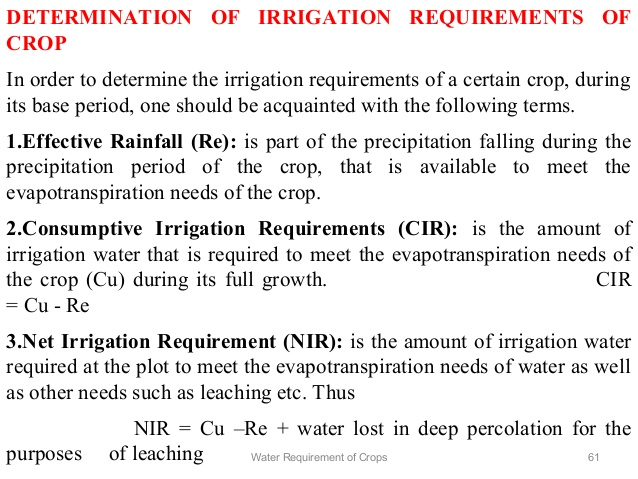 DETERMINATION OF IRRIGATION REQUIREMENTS OF
CROP
In order to determine the irrigation requirements of a certain crop, during
its base period, one should be acquainted with the following terms.
1.Effective Rainfall (Re): is part of the precipitation falling during the
precipitation period of the crop, that is available to meet the
evapotranspiration needs of the crop.
2.Consumptive Irrigation Requirements (CIR): is the amount of
irrigation water that is required to meet the evapotranspiration needs of
the crop (Cu) during its full growth. CIR
= Cu - Re
3.Net Irrigation Requirement (NIR): is the amount of irrigation water
required at the plot to meet the evapotranspiration needs of water as well
as other needs such as leaching etc. Thus
NIR = Cu –Re + water lost in deep percolation for the
purposes of leaching
Water Requirement of Crops 61